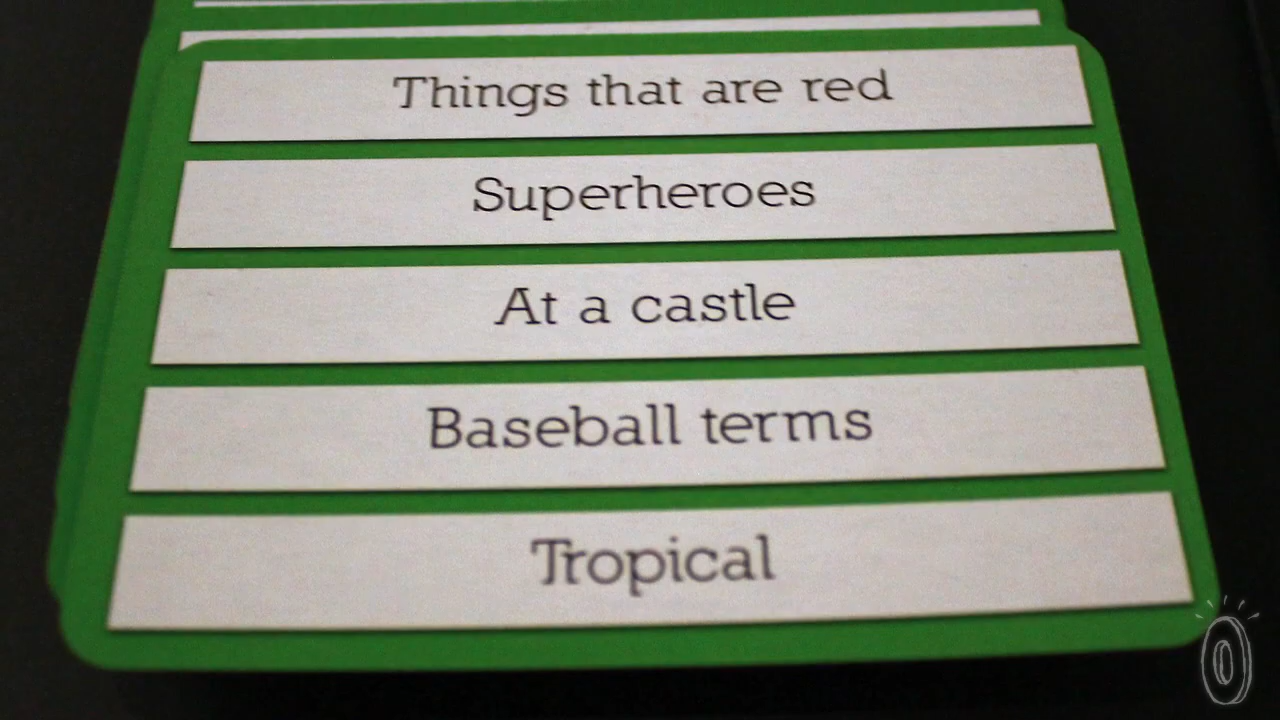 Things that are red
Superheroes
At a castle
Baseball terms
Tropical